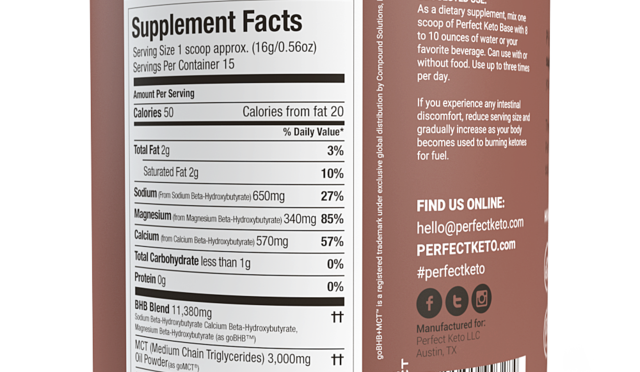 Supplement Facts
Serving Size 1 scoop approx. (16g/0.56oz)
Servings Per Container 15
Amount Per Serving
Calories 50 Calories from fat 20
% Daily Value*
Total Fat 2g 3%
Saturated Fat 2g 10%
Sodium (From Sodium Beta-Hydroxybutyrate) 650mg 27%
Magnesium (from Magnesium Beta-Hydroxybutyrate) 340mg 85%
Calcium (from Calcium Beta-Hydroxybutyrate) 570mg 57%
Total Carbohydrate less than 1g 0%
Protein 0g 0%
BHB Blend 11,380mg ††
Sodium Beta-Hydroxybutyrate Calcium Beta-Hydroxybutyrate,
Magnesium Beta-Hydroxybutyrate (as goBHB™)
MCT (Medium Chain Triglycerides) 3,000mg ††
Oil Powder (as goMCT®)
goBHB+MCT™ is a registered trademark under exclusive global distribution by Compound Solutions,
As a dietary supplement, mix one
scoop of Perfect Keto Base with 8
to 10 ounces of water or your
favorite beverage. Can use with or
without food. Use up to three times
per day.
If you experience any intestinal
discomfort, reduce serving size and
gradually increase as your body
becomes used to burning ketones
for fuel.
FIND US ONLINE:
hello@perfectketo.com
PERFECTKETO.com
#perfectketo
Manufactured for:
Perfect Keto LLC
Austin, TX